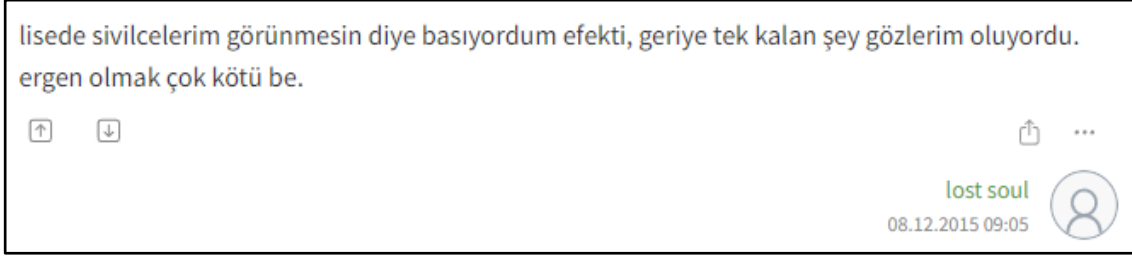 lisede sivilcelerim görünmesin diye basıyordum efekti, geriye tek kalan şey gözlerim oluyordu.
ergen olmak çok kötü be.
lost soul
08.12.2015 09:05